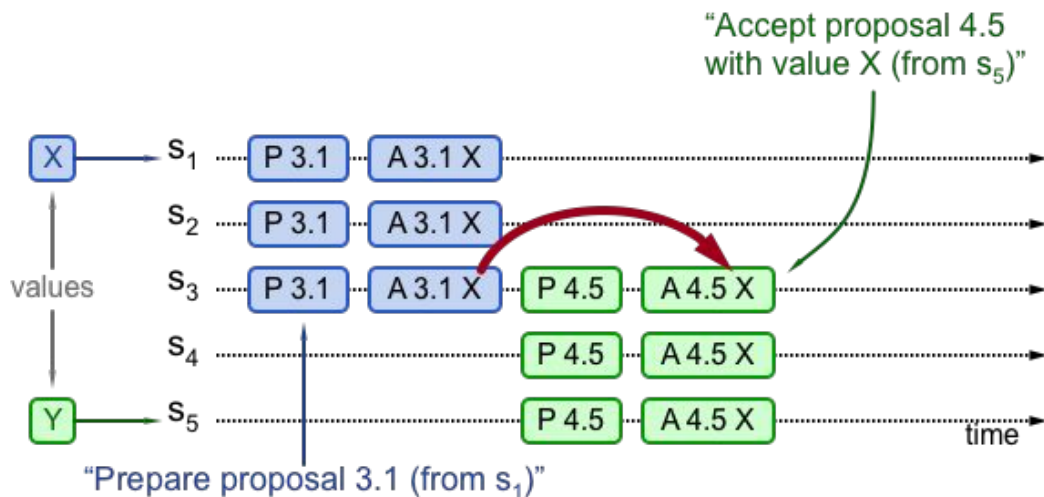 “Accept proposal 4.5
with value X (from s5)”
X s1 P 3.1 A 3.1 X
s2 P 3.1 A 3.1 X
values s3 P 3.1 A 3.1 X P 4.5 A 4.5 X
s4 P 4.5 A 4.5 X
Y s5 P 4.5 A 4.5 X
time
“Prepare proposal 3.1 (from s1)”